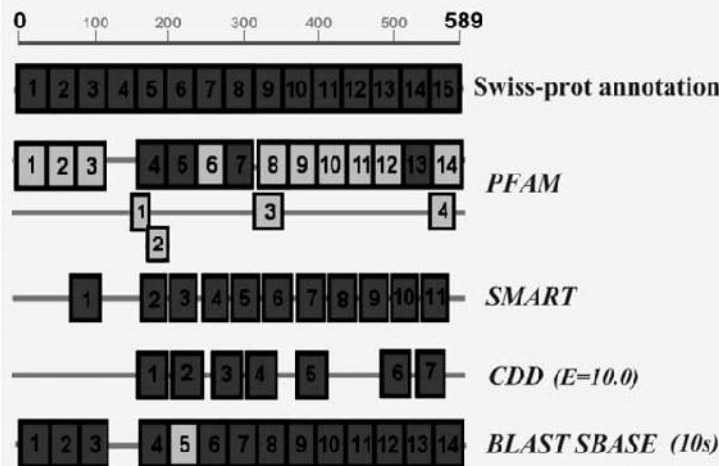 0 100 200 300 400 500 589
1 2 3 4 5 6 7 8 9 10 11 12 13 14 15 Swiss-prot annotation
1 2 3 4 5 6 7 8 9 10 11 12 13 14
PFAM
1 3 4
2
1 2 3 4 5 6 7 8 9 10 11 SMART
1 2 3 4 5 6 7 CDD (E=10.0)
1 2 3 4 5 6 7 8 9 10 11 12 13 14 BLAST SBASE (10s)